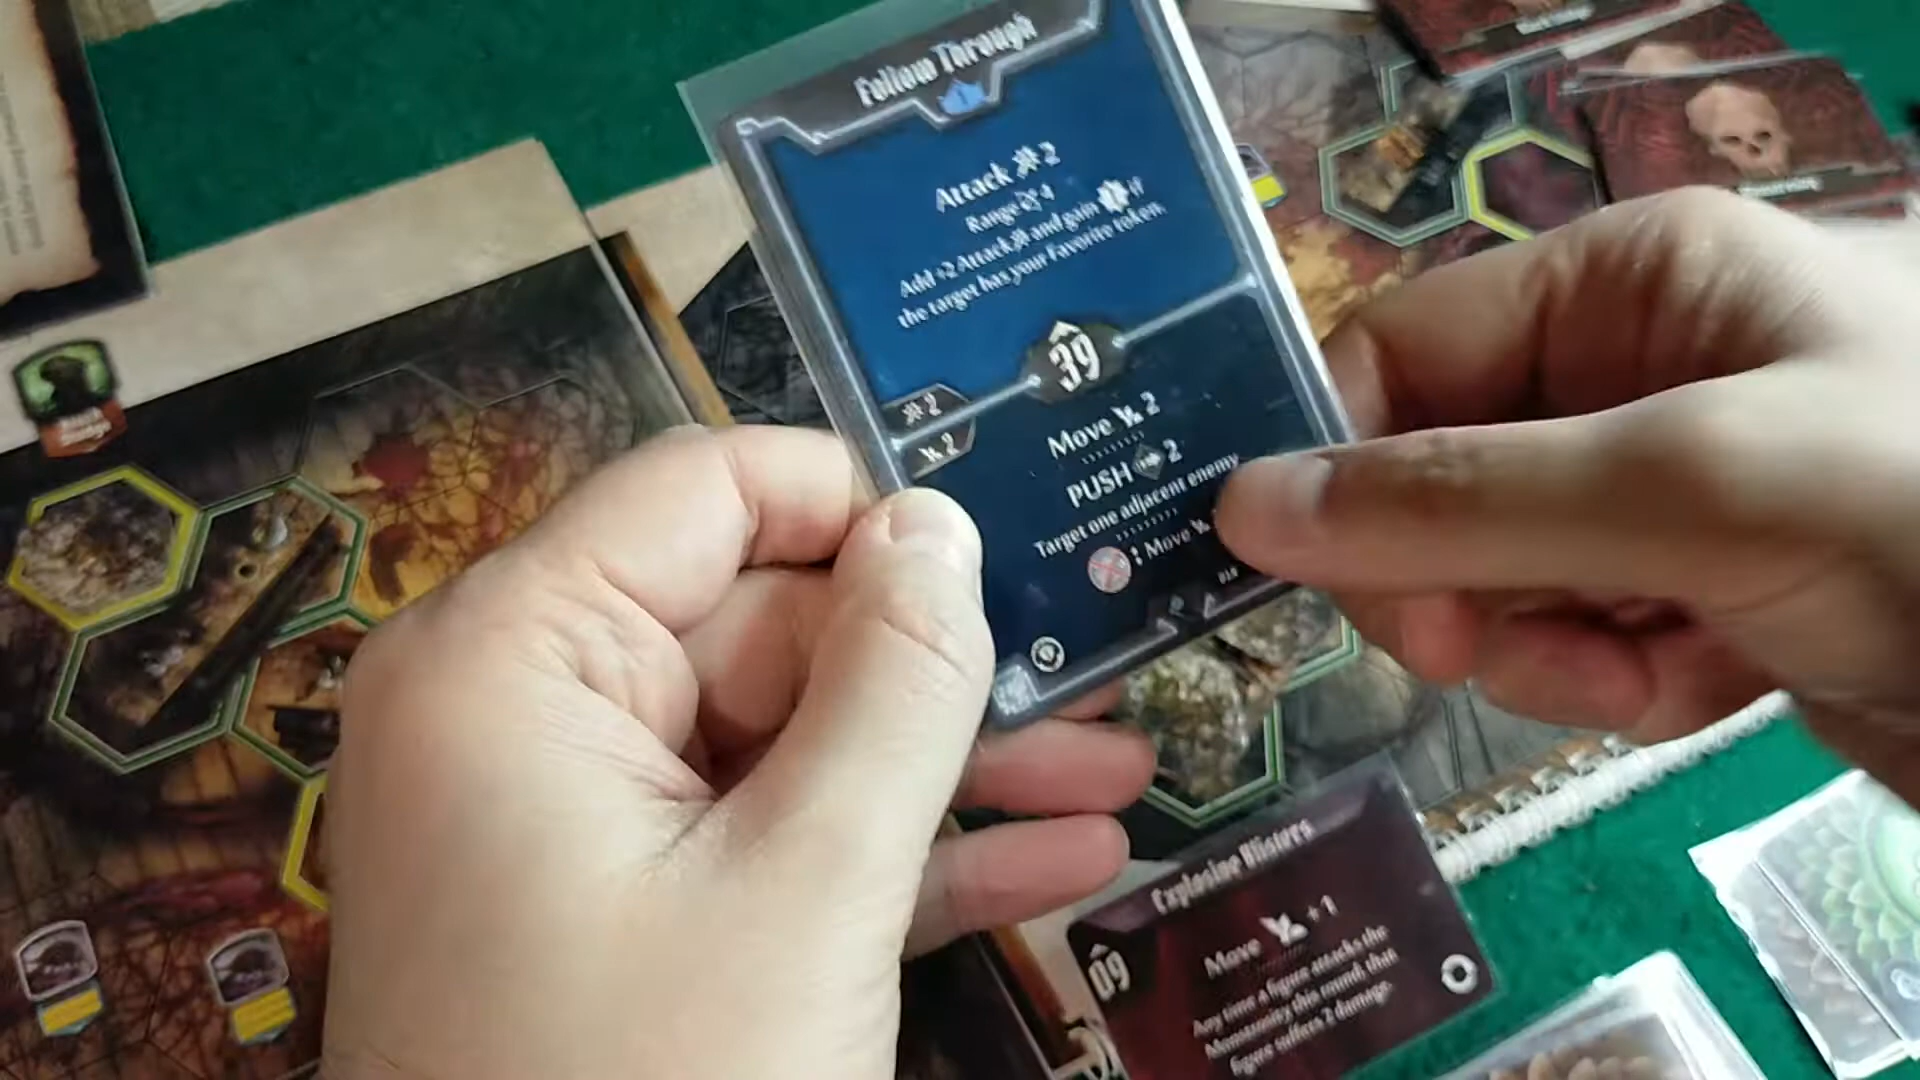 Follow Through
Attack 2
Range 4
Add +2 Attack and gain if
the target has your Favorite token.
39
2
2
Move 2
PUSH 2
Target one adjacent enemy
: Move
018
Explosive Blisters
09
Move + 1
Any time a figure attacks the
Monstrosity this round, that
figure suffers 2 damage.